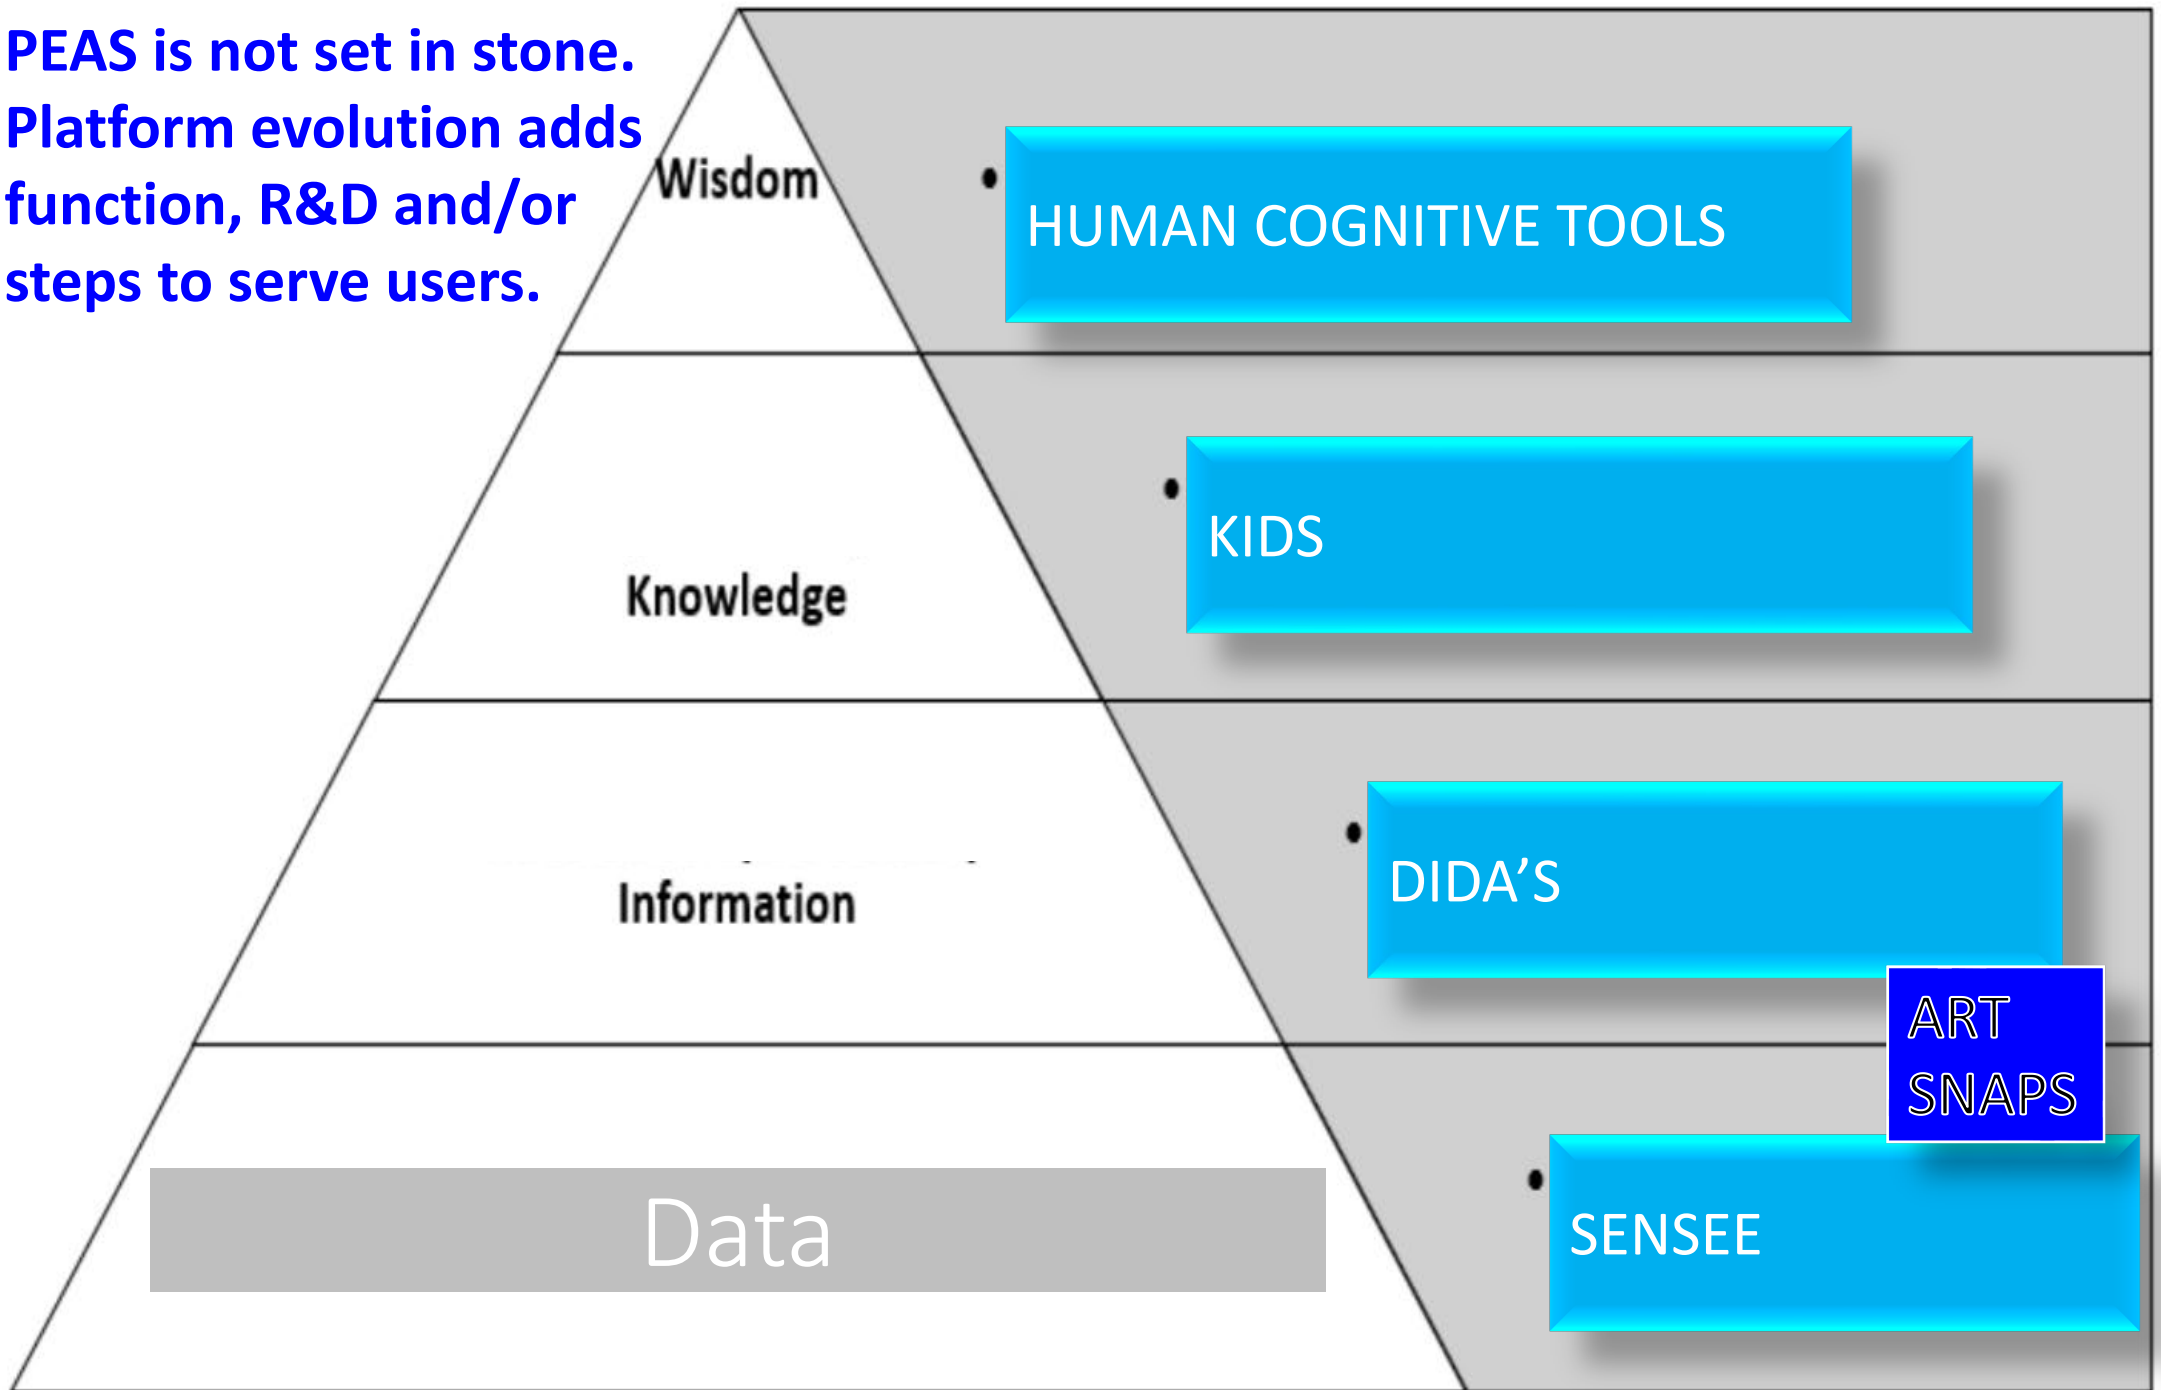 PEAS is not set in stone.
Platform evolution adds
function, R&D and/or
steps to serve users.
Wisdom
• HUMAN COGNITIVE TOOLS
Knowledge
• KIDS
Information
• DIDA’S
ART
SNAPS
Data
• SENSEE